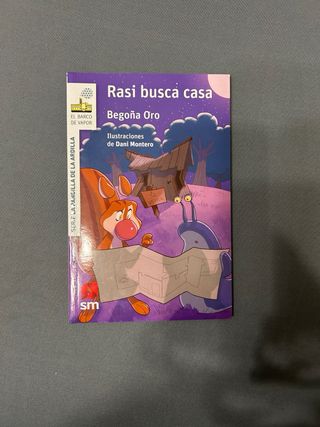 Rasi busca casa
EL BARCO
DE VAPOR
Begoña Oro
Ilustraciones
de Dani Montero
SERIE LA PANDILLA DE LA ARDILLA
sm